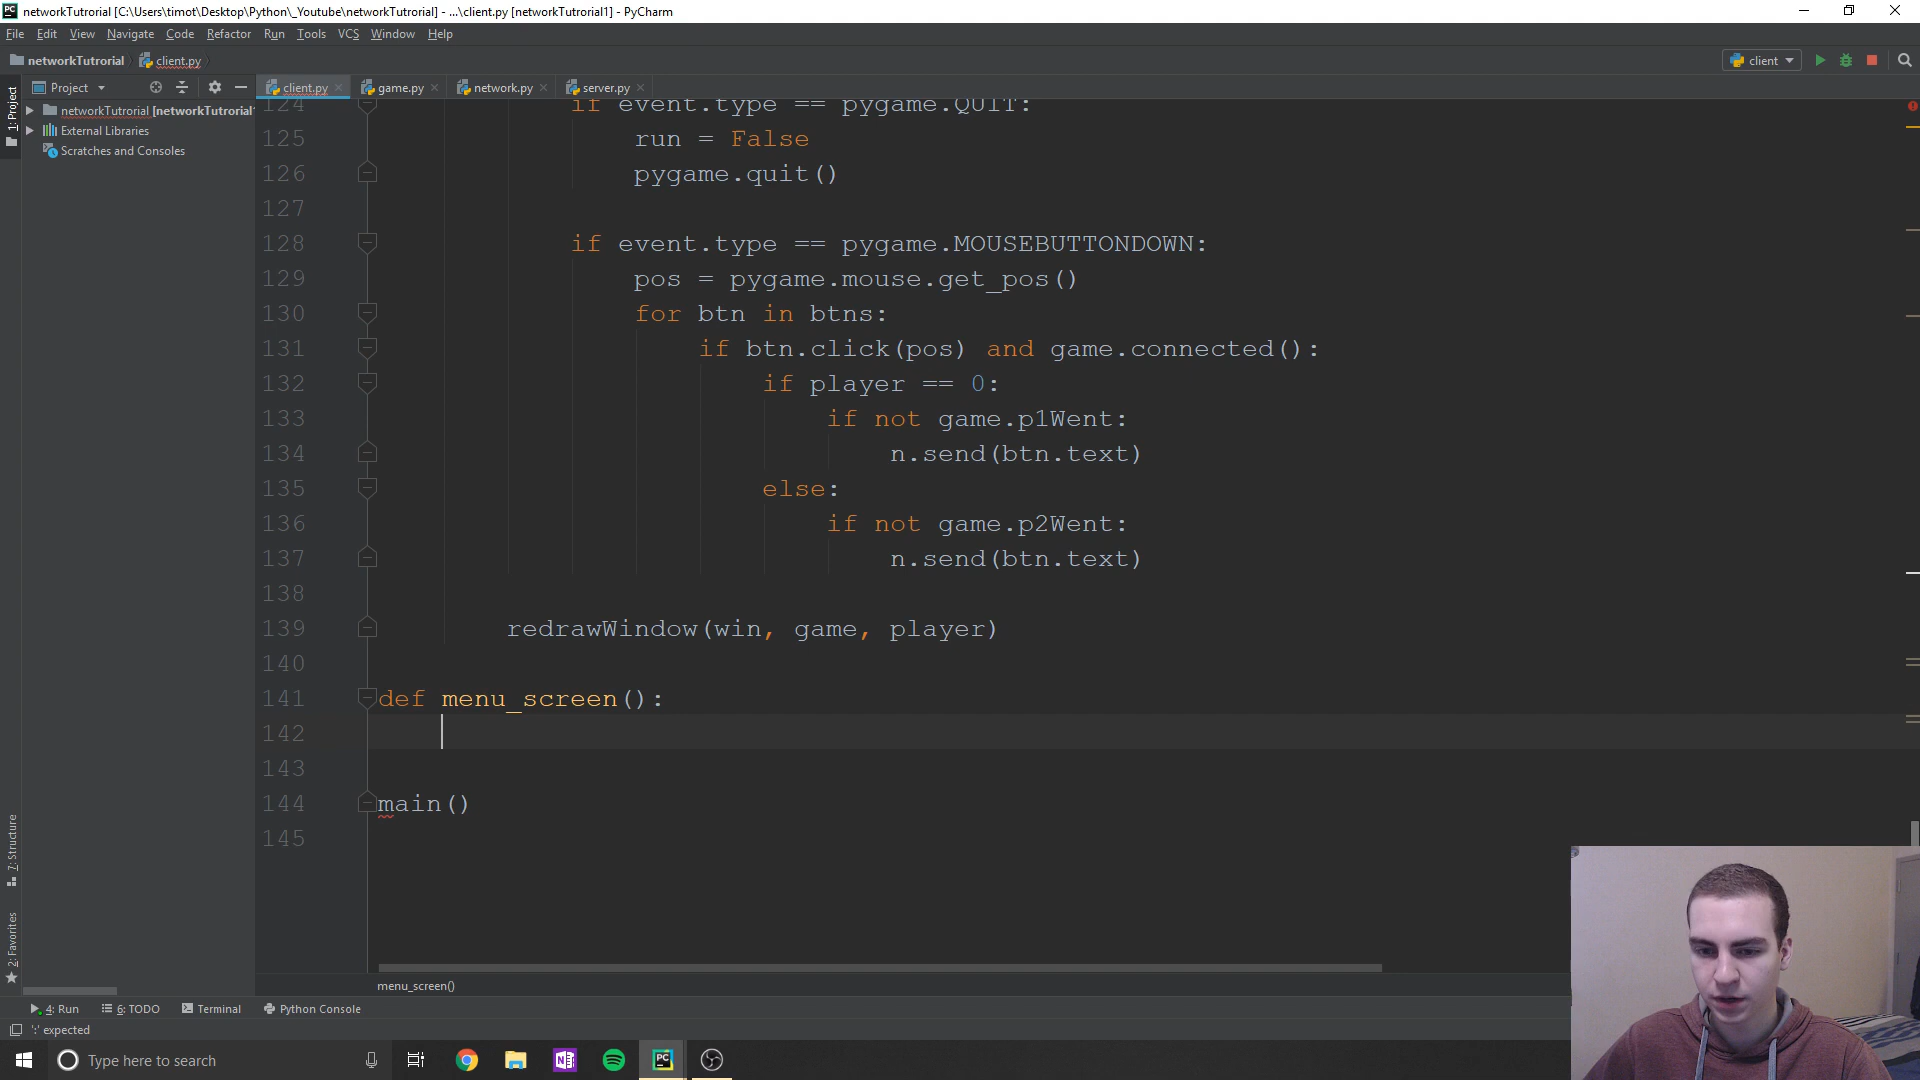 networkTutorial [C:\Users\timot\Desktop\Python\_Youtube\networkTutorial] - ...\client.py [networkTutorial1] - PyCharm
File Edit View Navigate Code Refactor Run Tools VCS Window Help
networkTutrorial client.py client
Project client.py game.py network.py server.py
1: Project
networkTutrorial [networkTutrorial
External Libraries
Scratches and Consoles
124 if event.type == pygame.QUIT:
125 run = False
126 pygame.quit()
127
128 if event.type == pygame.MOUSEBUTTONDOWN:
129 pos = pygame.mouse.get_pos()
130 for btn in btns:
131 if btn.click(pos) and game.connected():
132 if player == 0:
133 if not game.p1Went:
134 n.send(btn.text)
135 else:
136 if not game.p2Went:
137 n.send(btn.text)
138
139 redrawWindow(win, game, player)
140
141 def menu_screen():
142
143
144 main()
145
7: Structure
2: Favorites
menu_screen()
4: Run 6: TODO Terminal Python Console
':' expected
Type here to search